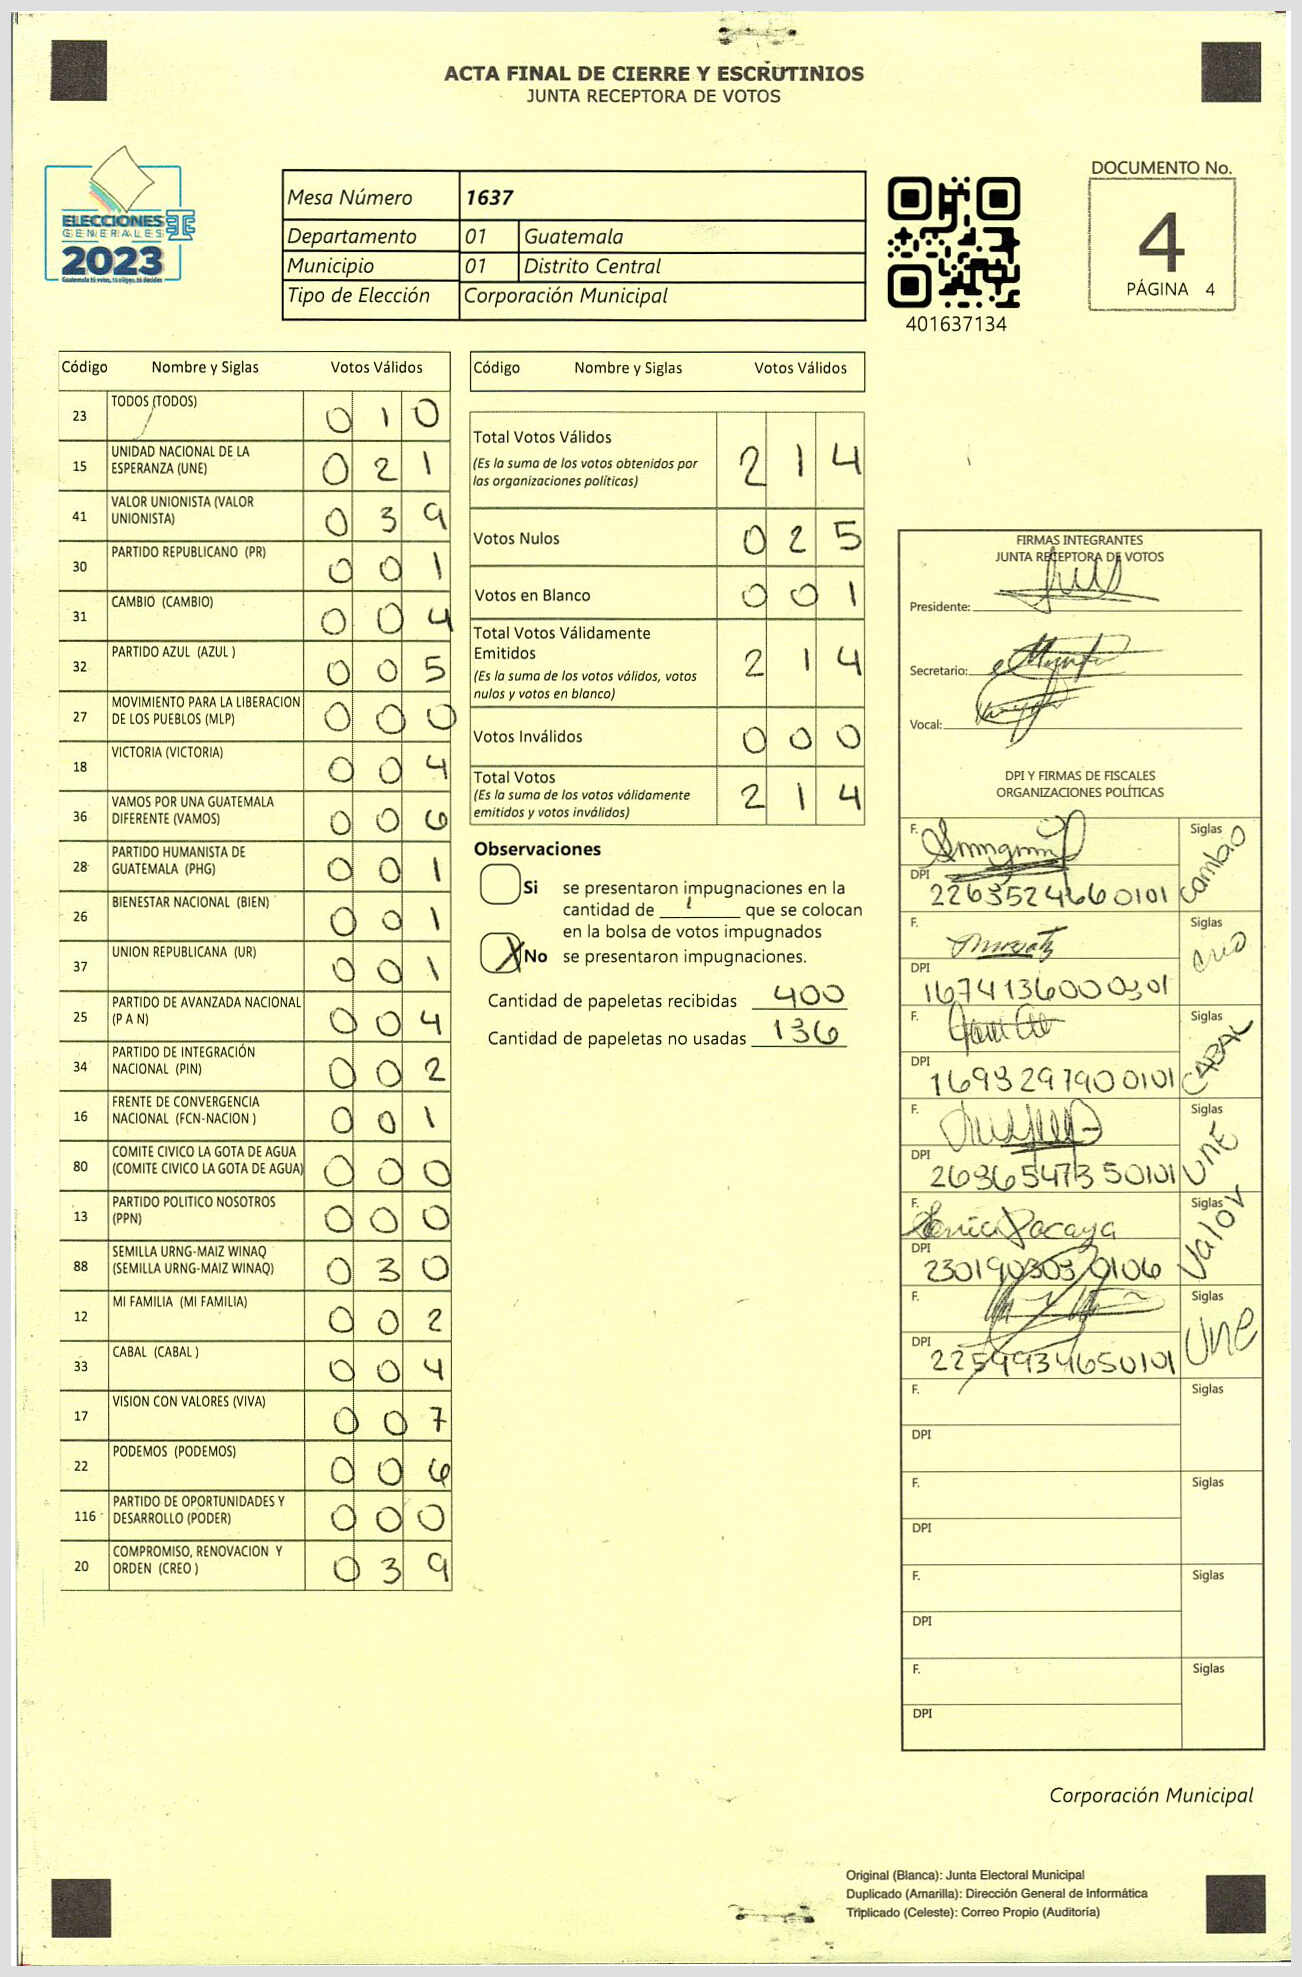 ACTA FINAL DE CIERRE Y ESCRUTINIOS
JUNTA RECEPTORA DE VOTOS
ELECCIONES
GENERALES
2023
Guatemala tú votas, tú eliges, tú decides
Mesa Número 1637
Departamento 01 Guatemala
Municipio 01 Distrito Central
Tipo de Elección Corporación Municipal
401637134
DOCUMENTO No.
4
PÁGINA 4
Código Nombre y Siglas Votos Válidos
23 TODOS (TODOS) 0 1 0
15 UNIDAD NACIONAL DE LA ESPERANZA (UNE) 0 2 1
41 VALOR UNIONISTA (VALOR UNIONISTA) 0 3 9
30 PARTIDO REPUBLICANO (PR) 0 0 1
31 CAMBIO (CAMBIO) 0 0 4
32 PARTIDO AZUL (AZUL ) 0 0 5
27 MOVIMIENTO PARA LA LIBERACION DE LOS PUEBLOS (MLP) 0 0 0
18 VICTORIA (VICTORIA) 0 0 4
36 VAMOS POR UNA GUATEMALA DIFERENTE (VAMOS) 0 0 6
28 PARTIDO HUMANISTA DE GUATEMALA (PHG) 0 0 1
26 BIENESTAR NACIONAL (BIEN) 0 0 1
37 UNION REPUBLICANA (UR) 0 0 1
25 PARTIDO DE AVANZADA NACIONAL (P A N) 0 0 4
34 PARTIDO DE INTEGRACIÓN NACIONAL (PIN) 0 0 2
16 FRENTE DE CONVERGENCIA NACIONAL (FCN-NACION ) 0 0 1
80 COMITE CIVICO LA GOTA DE AGUA (COMITE CIVICO LA GOTA DE AGUA) 0 0 0
13 PARTIDO POLITICO NOSOTROS (PPN) 0 0 0
88 SEMILLA URNG-MAIZ WINAQ (SEMILLA URNG-MAIZ WINAQ) 0 3 0
12 MI FAMILIA (MI FAMILIA) 0 0 2
33 CABAL (CABAL ) 0 0 4
17 VISION CON VALORES (VIVA) 0 0 7
22 PODEMOS (PODEMOS) 0 0 6
116 PARTIDO DE OPORTUNIDADES Y DESARROLLO (PODER) 0 0 0
20 COMPROMISO, RENOVACION Y ORDEN (CREO ) 0 3 9
Código Nombre y Siglas Votos Válidos
Total Votos Válidos 2 1 4
(Es la suma de los votos obtenidos por
las organizaciones políticas)
Votos Nulos 0 2 5
Votos en Blanco 0 0 1
Total Votos Válidamente
Emitidos 2 1 4
(Es la suma de los votos válidos, votos
nulos y votos en blanco)
Votos Inválidos 0 0 0
Total Votos 2 1 4
(Es la suma de los votos válidamente
emitidos y votos inválidos)
Observaciones
Si se presentaron impugnaciones en la
cantidad de ______ que se colocan
en la bolsa de votos impugnados
X No se presentaron impugnaciones.
Cantidad de papeletas recibidas 400
Cantidad de papeletas no usadas 136
FIRMAS INTEGRANTES
JUNTA RECEPTORA DE VOTOS
Presidente:
Secretario:
Vocal:
DPI Y FIRMAS DE FISCALES
ORGANIZACIONES POLÍTICAS
F. Siglas Cambio
DPI 2263524660101
F. Siglas
DPI 1674136000301
F. Siglas CABAL
DPI 1693297900101
F. Siglas UNE
DPI 2636547350101
F. Pacaya Siglas Valor
DPI 2301903030106
F. Siglas Une
DPI 2259934650101
F. Siglas
DPI
F. Siglas
DPI
F. Siglas
DPI
F. Siglas
DPI
Corporación Municipal
Original (Blanca): Junta Electoral Municipal
Duplicado (Amarilla): Dirección General de Informática
Triplicado (Celeste): Correo Propio (Auditoría)